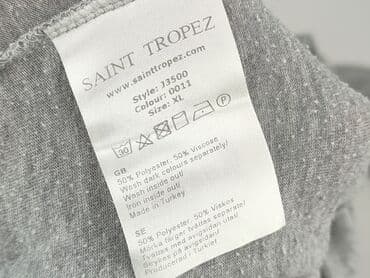 SAINT TROPEZ
www.sainttropez.com
Style: J3500
Colour: 0011
Size: XL
30
P
GB
50% Polyester, 50% Viscose
Wash dark colours separately/
Wash inside out/
Iron inside out/
Made in Turkey
SE
50% Polyester, 50% Viskos
Mörka färger tvättas separat/
Tvättas med avigsidan utåt/
Strykes på avigsidan/
Producerad i Turkiet